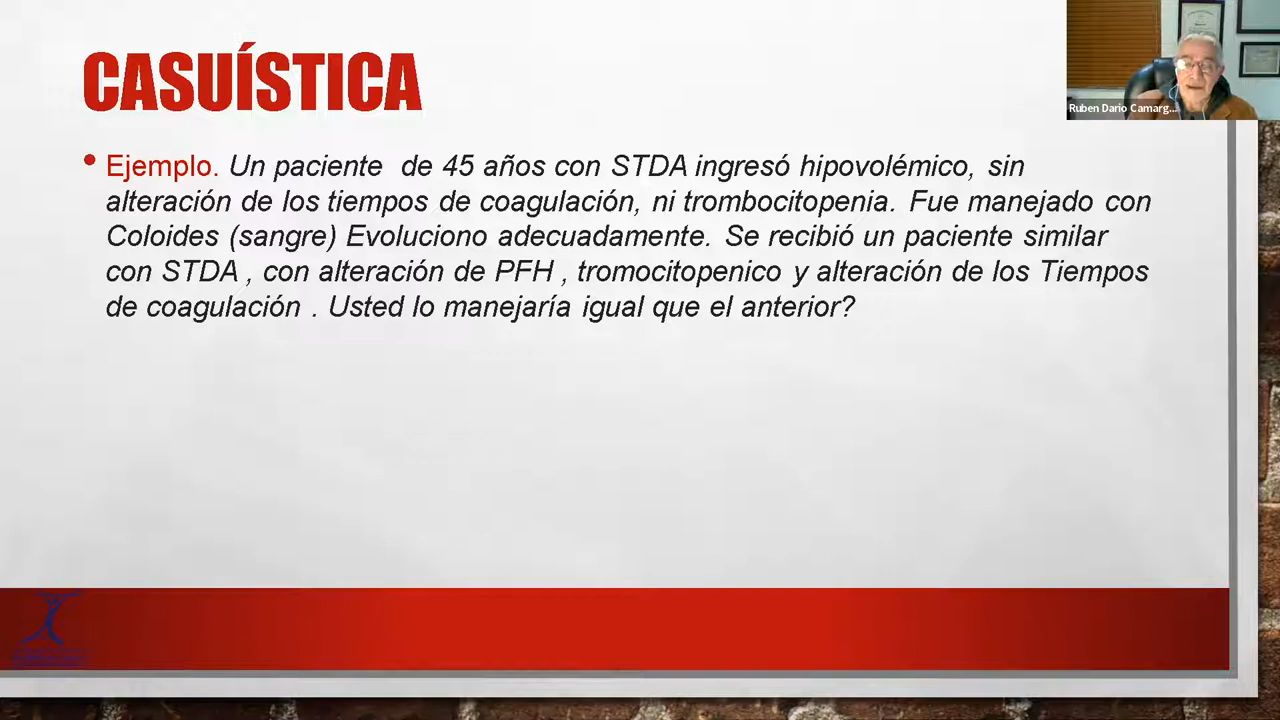 CASUÍSTICA
Ruben Dario Camarg...
• Ejemplo. Un paciente de 45 años con STDA ingresó hipovolémico, sin
alteración de los tiempos de coagulación, ni trombocitopenia. Fue manejado con
Coloides (sangre) Evoluciono adecuadamente. Se recibió un paciente similar
con STDA , con alteración de PFH , tromocitopenico y alteración de los Tiempos
de coagulación . Usted lo manejaría igual que el anterior?